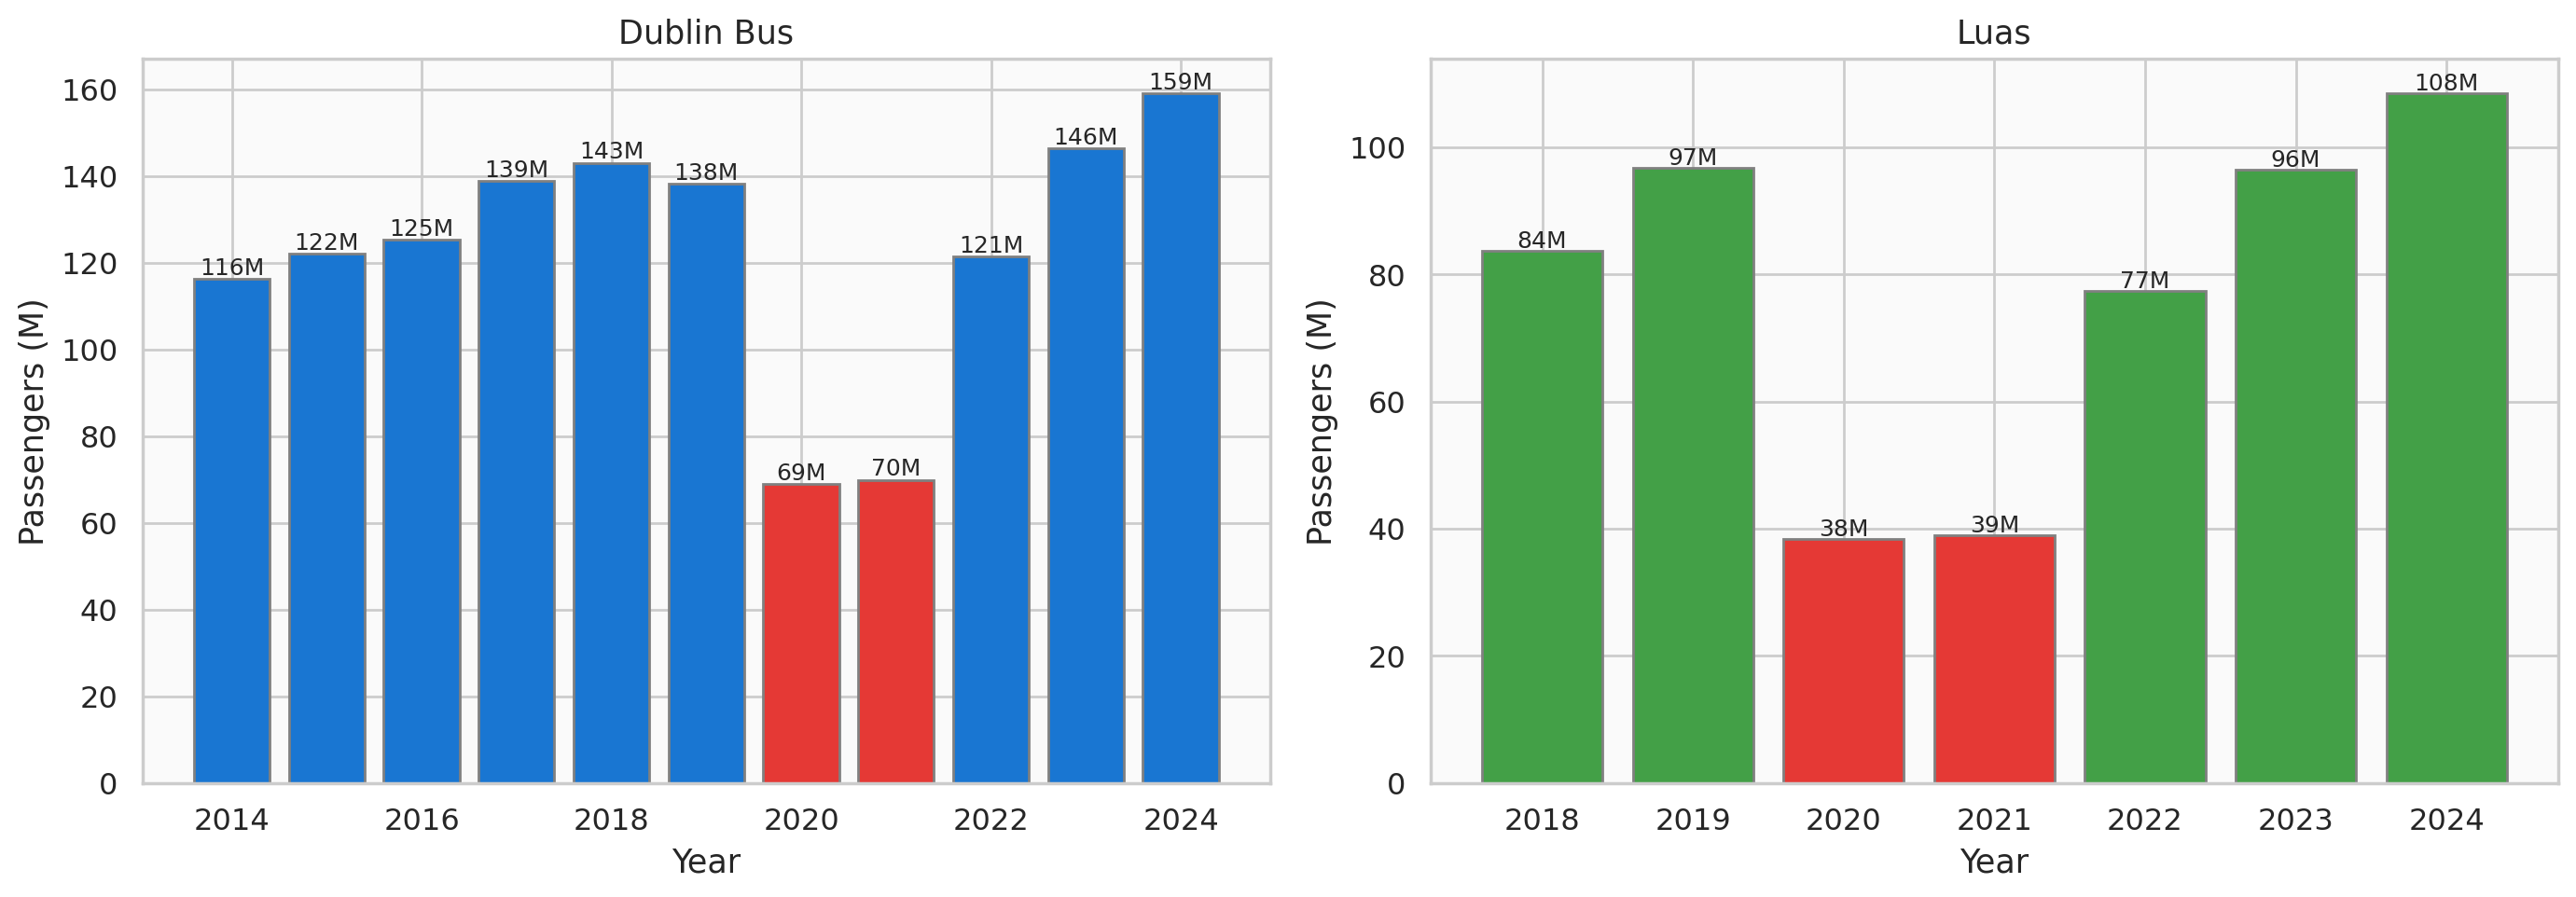 Dublin Bus
Passengers (M)
160
140
120
100
80
60
40
20
0
116M
122M
125M
139M
143M
138M
69M
70M
121M
146M
159M
2014
2016
2018
2020
2022
2024
Year
Luas
Passengers (M)
100
80
60
40
20
0
84M
97M
38M
39M
77M
96M
108M
2018
2019
2020
2021
2022
2023
2024
Year